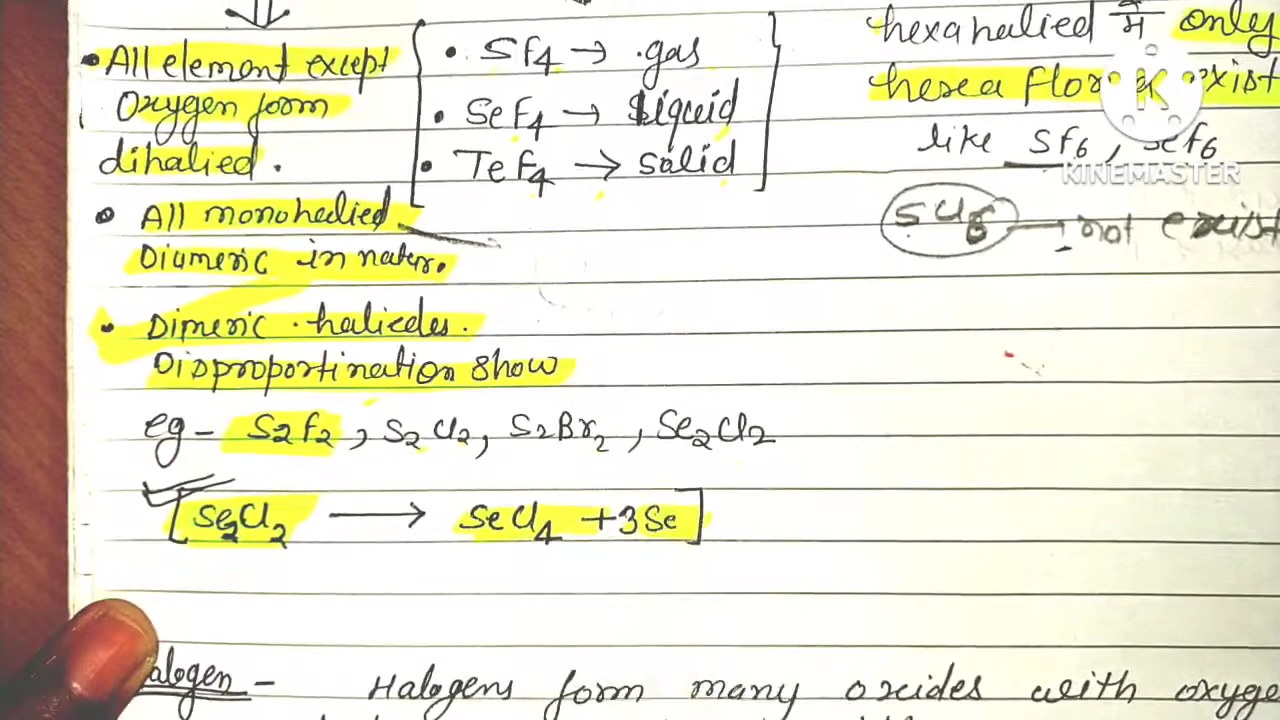 • All element except
Oxygen form
dihalied.
• SF4 → gas
• SeF4 → liquid
• TeF4 → solid
hexahalied में only
hexa exist
like SF6, SeF6
KINEMASTER
SCl6 → not exist
• All monohalied
Diameric in nature.
• Dimeric halides.
Disproportination show
eg - S2F2, S2Cl2, S2Br2, Se2Cl2
[Se2Cl2 → SeCl4 + 3Se]
alogen - Halogens form many oxides with oxyge